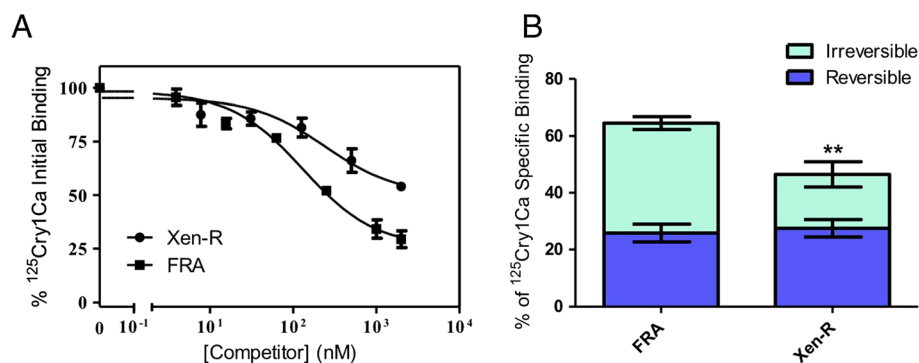 A
% ¹²⁵Cry1Ca Initial Binding
100
75
50
25
0
Xen-R
FRA
0 10⁻¹ 10¹ 10² 10³ 10⁴
[Competitor] (nM)
B
Irreversible
Reversible
% of ¹²⁵Cry1Ca Specific Binding
80
60
40
20
0
**
FRA
Xen-R